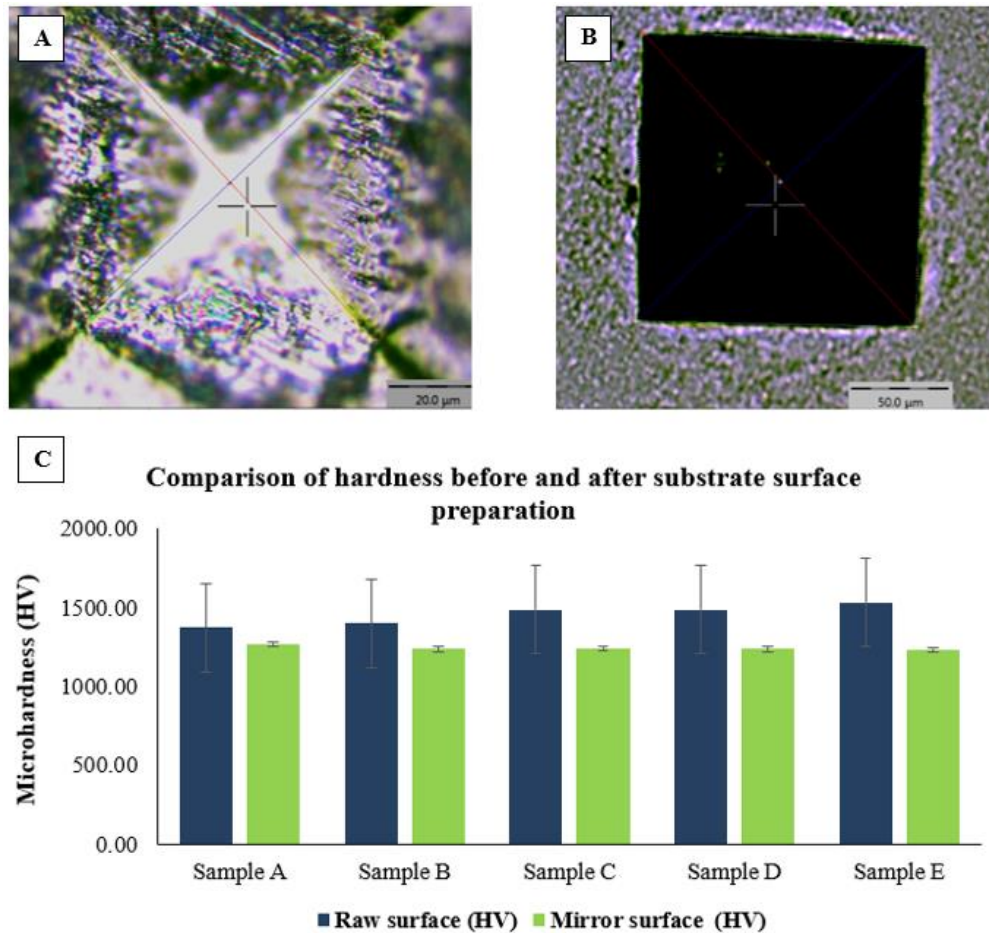 A
B
20.0 µm
50.0 µm
C
Comparison of hardness before and after substrate surface
preparation
Microhardness (HV)
2000.00
1500.00
1000.00
500.00
0.00
Sample A Sample B Sample C Sample D Sample E
Raw surface (HV) Mirror surface (HV)